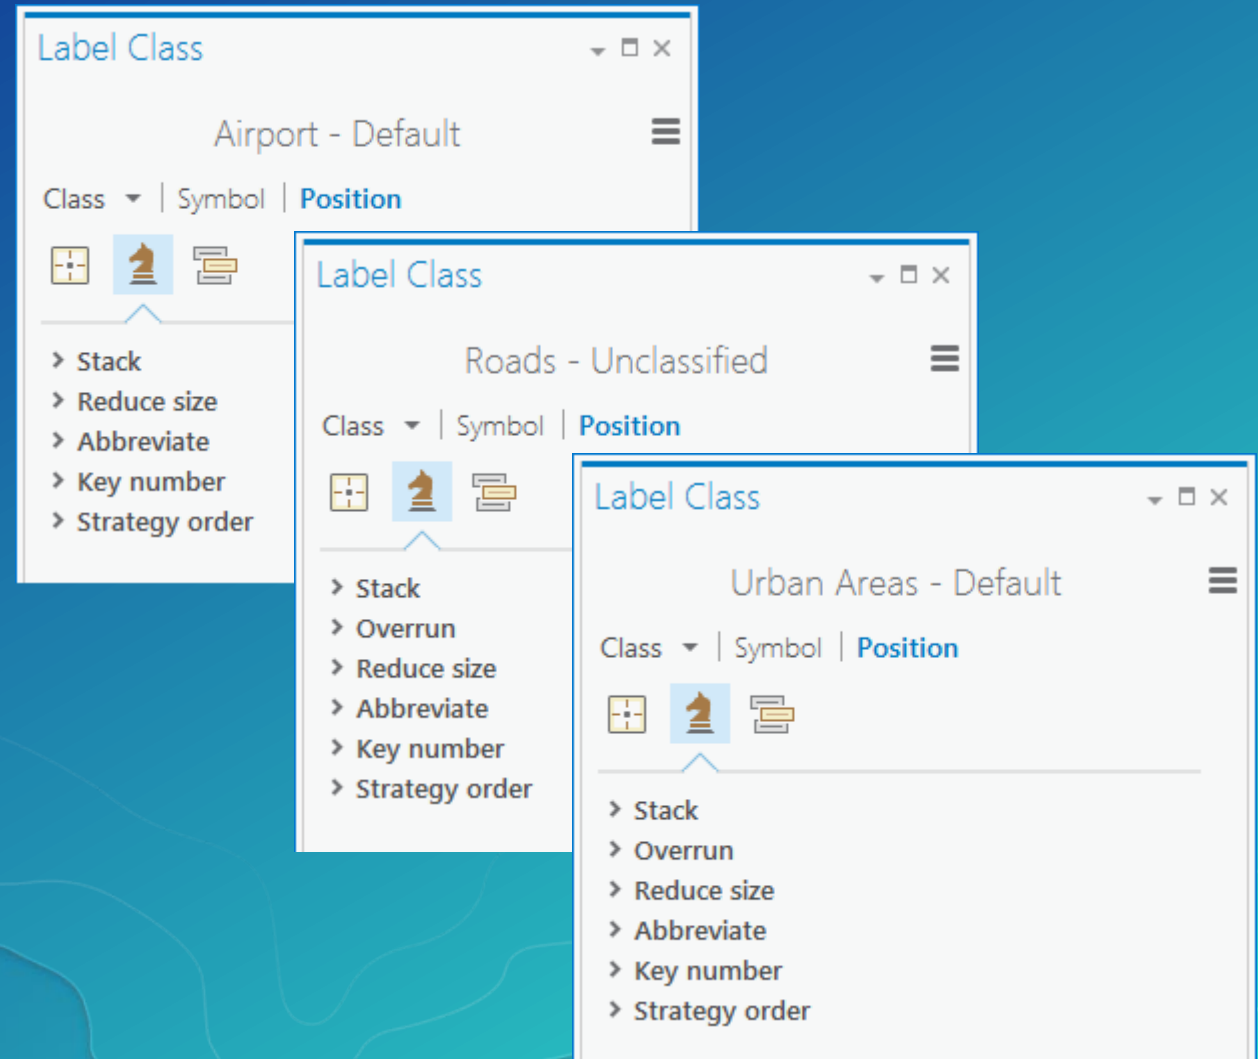 Label Class
Airport - Default
Class Symbol Position
Stack
Reduce size
Abbreviate
Key number
Strategy order
Label Class
Roads - Unclassified
Class Symbol Position
Stack
Overrun
Reduce size
Abbreviate
Key number
Strategy order
Label Class
Urban Areas - Default
Class Symbol Position
Stack
Overrun
Reduce size
Abbreviate
Key number
Strategy order